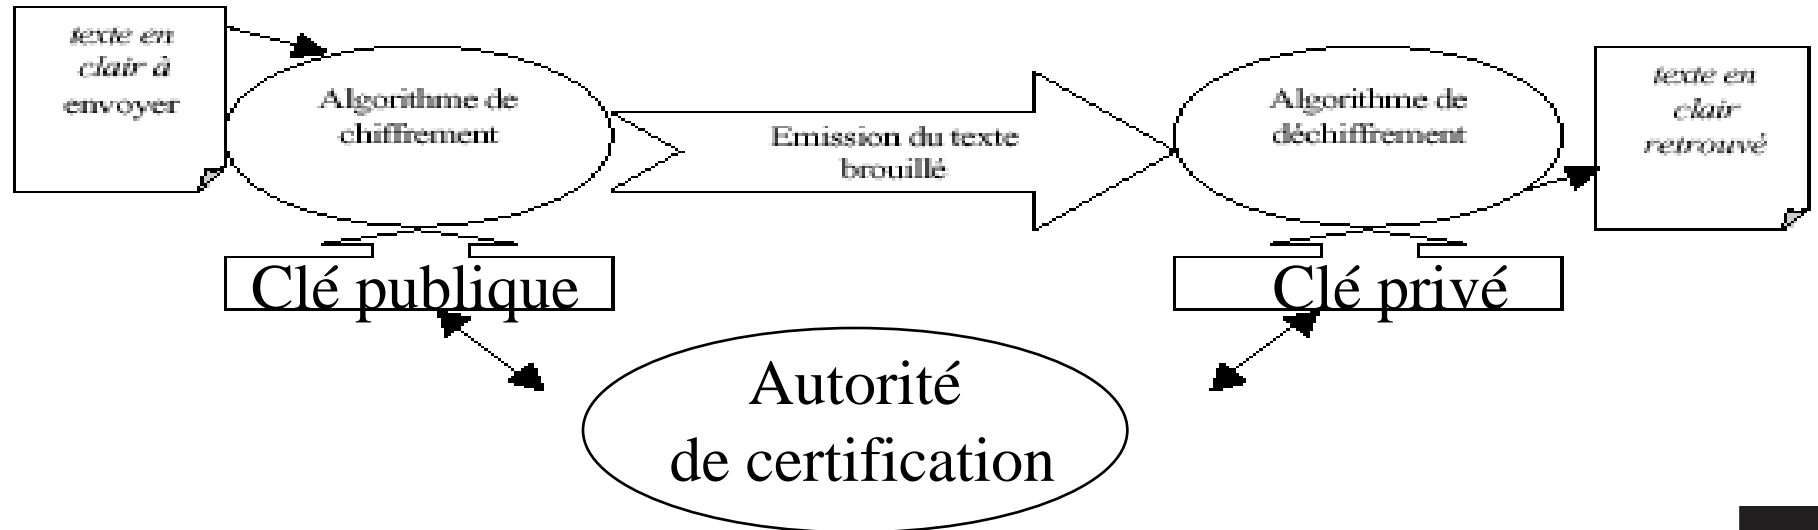 texte en
clair à
envoyer
Algorithme de
chiffrement
Emission du texte
brouillé
Algorithme de
déchiffrement
texte en
clair
retrouvé
Clé publique
Clé privé
Autorité
de certification